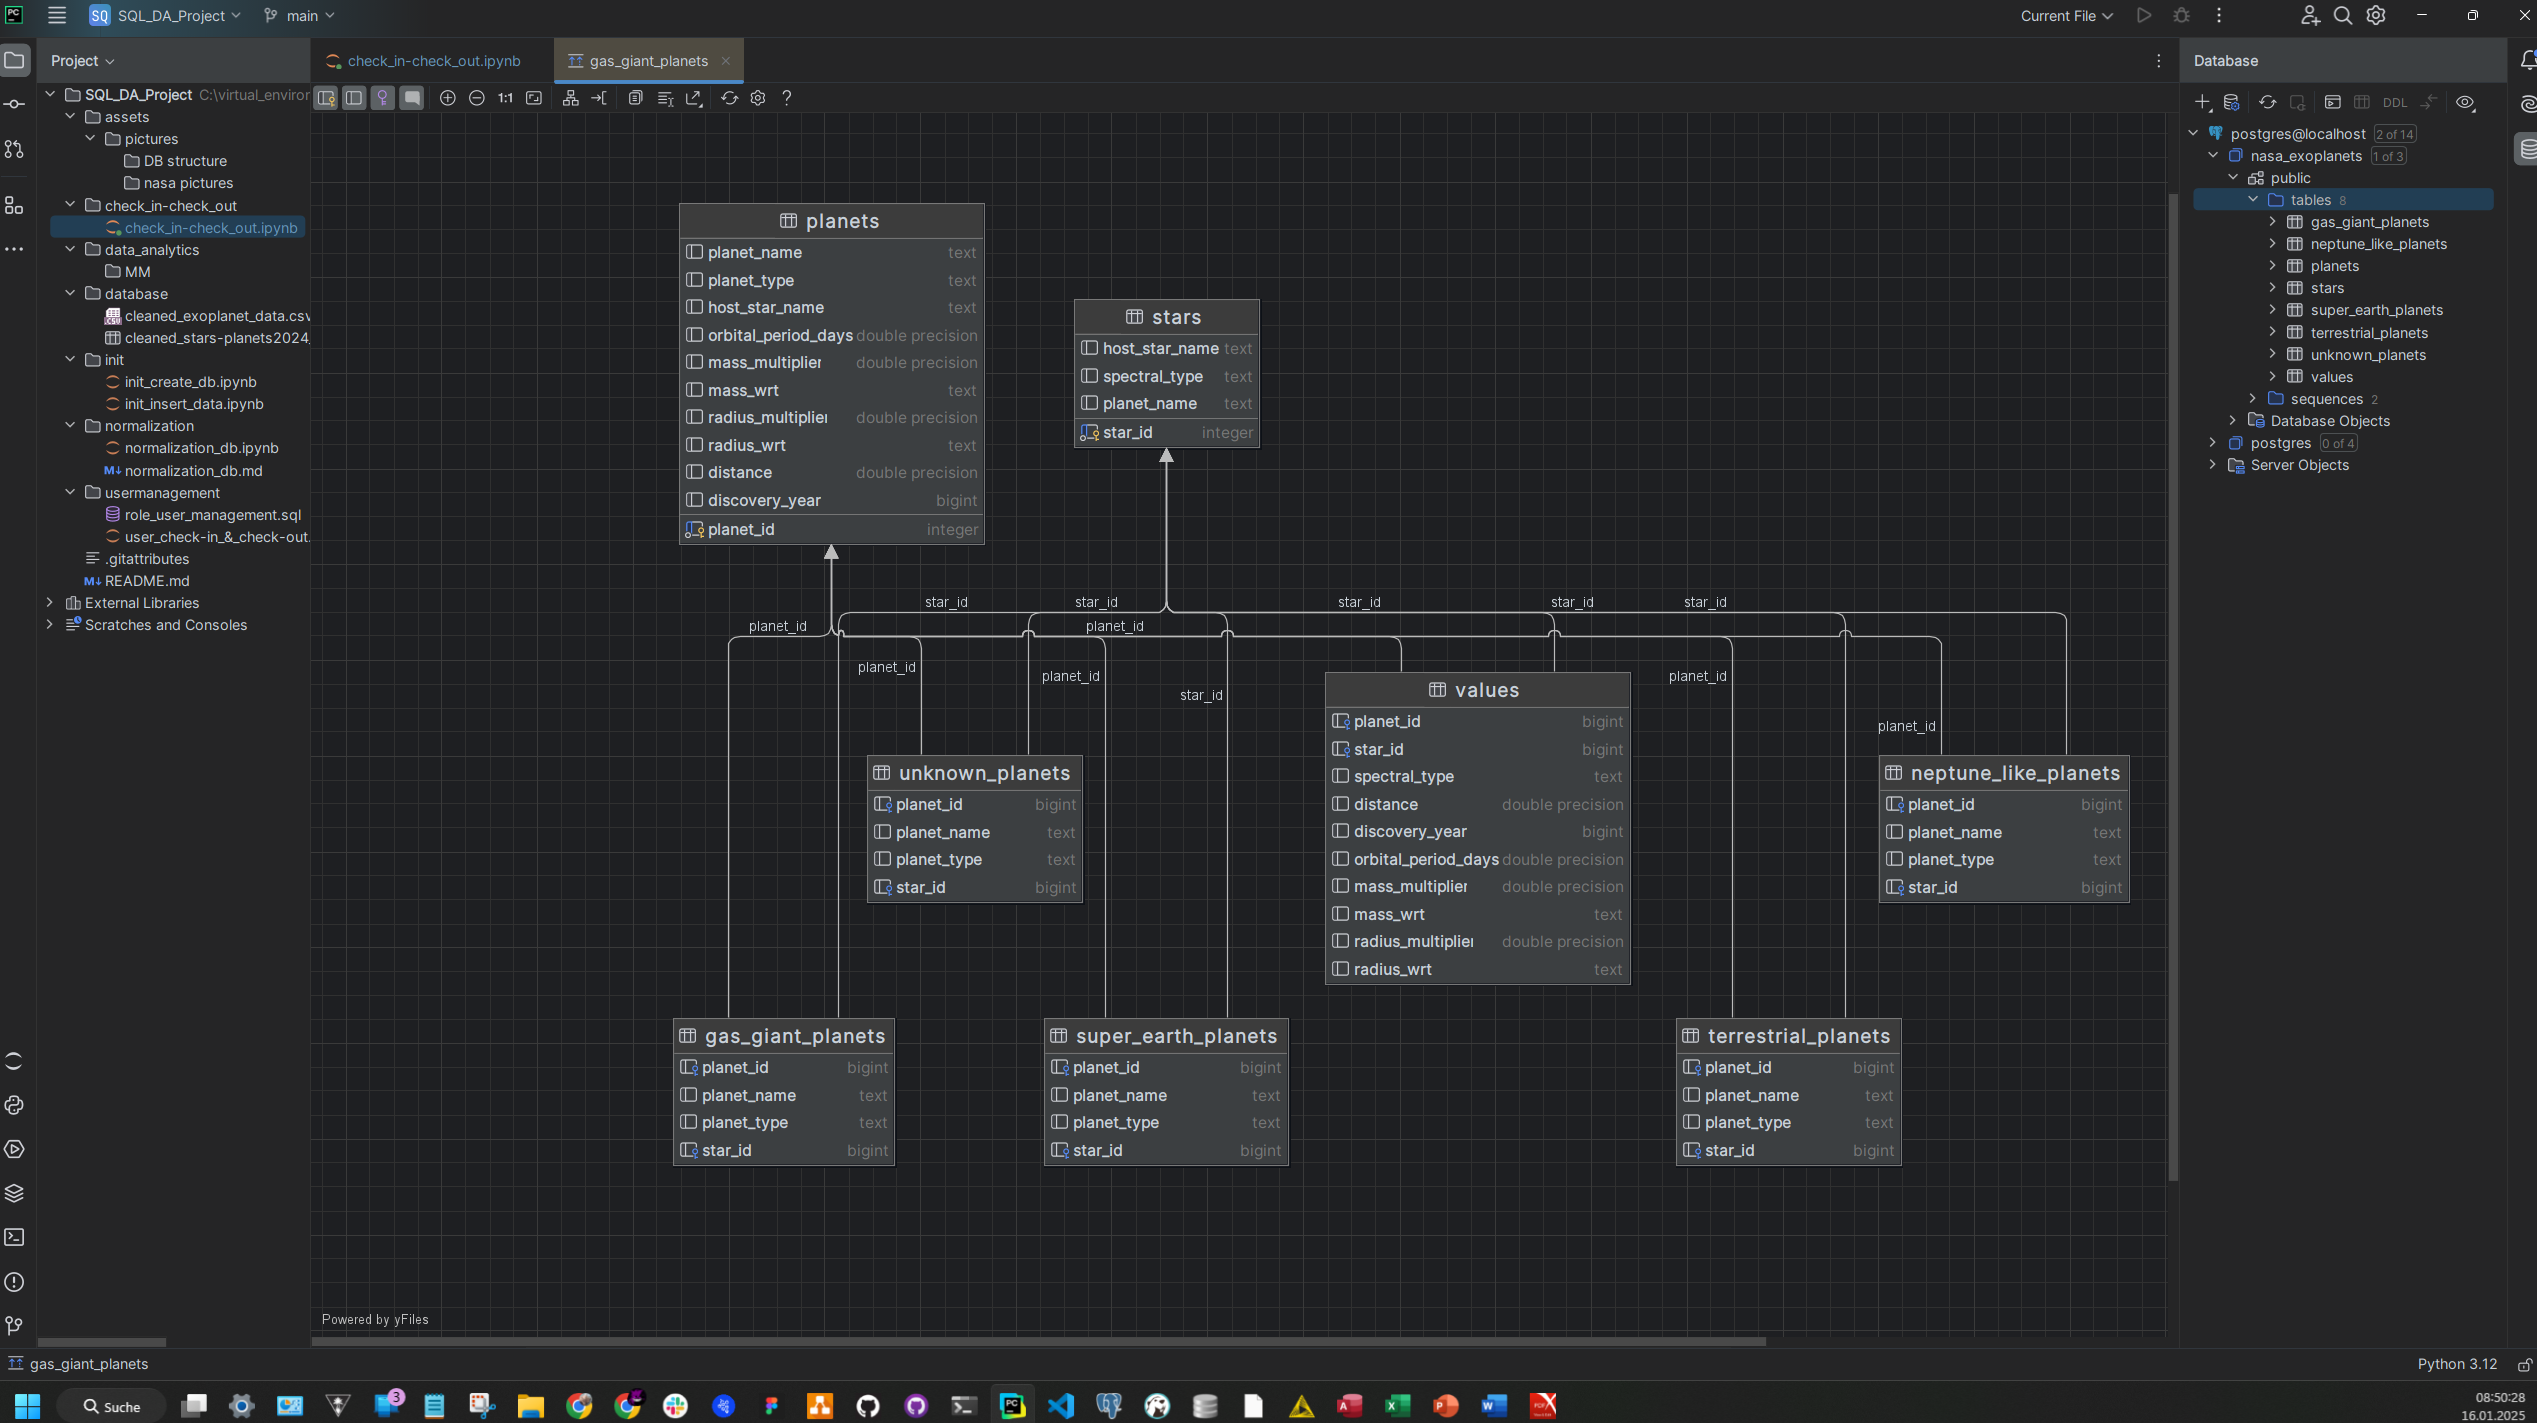 SQ SQL_DA_Project main Current File
Project
SQL_DA_Project C:\virtual_enviror
assets
pictures
DB structure
nasa pictures
check_in-check_out
check_in-check_out.ipynb
data_analytics
MM
database
cleaned_exoplanet_data.csv
cleaned_stars-planets2024_
init
init_create_db.ipynb
init_insert_data.ipynb
normalization
normalization_db.ipynb
normalization_db.md
usermanagement
role_user_management.sql
user_check-in_&_check-out.
.gitattributes
README.md
External Libraries
Scratches and Consoles
check_in-check_out.ipynb gas_giant_planets
1:1
planets
planet_name text
planet_type text
host_star_name text
orbital_period_days double precision
mass_multiplier double precision
mass_wrt text
radius_multiplier double precision
radius_wrt text
distance double precision
discovery_year bigint
planet_id integer
stars
host_star_name text
spectral_type text
planet_name text
star_id integer
star_id star_id star_id star_id star_id
planet_id planet_id
planet_id planet_id planet_id
star_id
planet_id
values
planet_id bigint
star_id bigint
spectral_type text
distance double precision
discovery_year bigint
orbital_period_days double precision
mass_multiplier double precision
mass_wrt text
radius_multiplier double precision
radius_wrt text
unknown_planets
planet_id bigint
planet_name text
planet_type text
star_id bigint
neptune_like_planets
planet_id bigint
planet_name text
planet_type text
star_id bigint
gas_giant_planets
planet_id bigint
planet_name text
planet_type text
star_id bigint
super_earth_planets
planet_id bigint
planet_name text
planet_type text
star_id bigint
terrestrial_planets
planet_id bigint
planet_name text
planet_type text
star_id bigint
Powered by yFiles
Database
DDL
postgres@localhost 2 of 14
nasa_exoplanets 1 of 3
public
tables 8
gas_giant_planets
neptune_like_planets
planets
stars
super_earth_planets
terrestrial_planets
unknown_planets
values
sequences 2
Database Objects
postgres 0 of 4
Server Objects
gas_giant_planets Python 3.12
Suche 3
08:50:28
16.01.2025